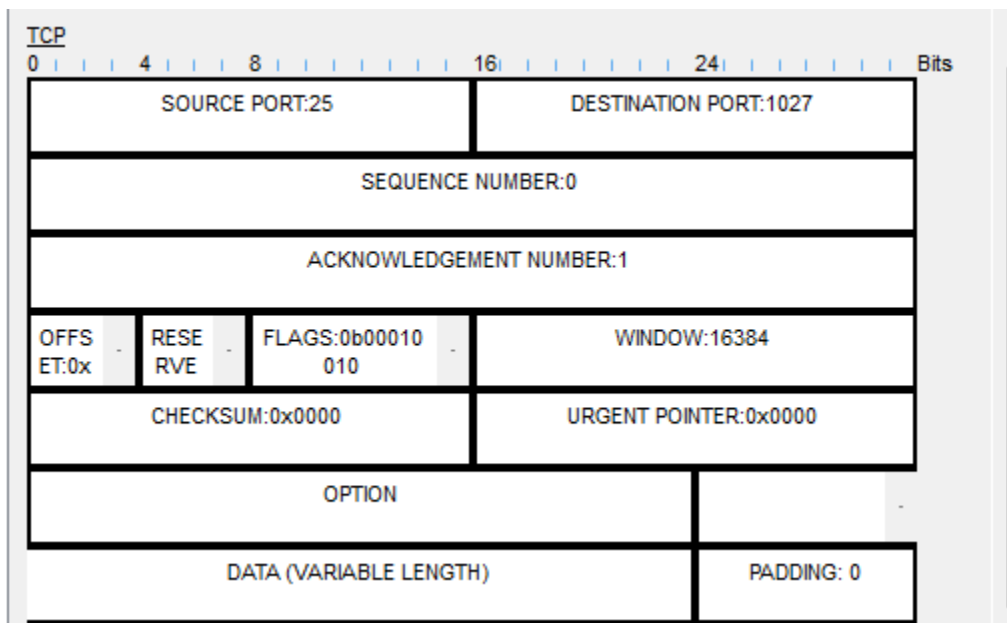 TCP
0 4 8 16 24 Bits
SOURCE PORT:25 DESTINATION PORT:1027
SEQUENCE NUMBER:0
ACKNOWLEDGEMENT NUMBER:1
OFFS RESE FLAGS:0b00010 WINDOW:16384
ET:0x RVE 010
CHECKSUM:0x0000 URGENT POINTER:0x0000
OPTION
DATA (VARIABLE LENGTH) PADDING: 0